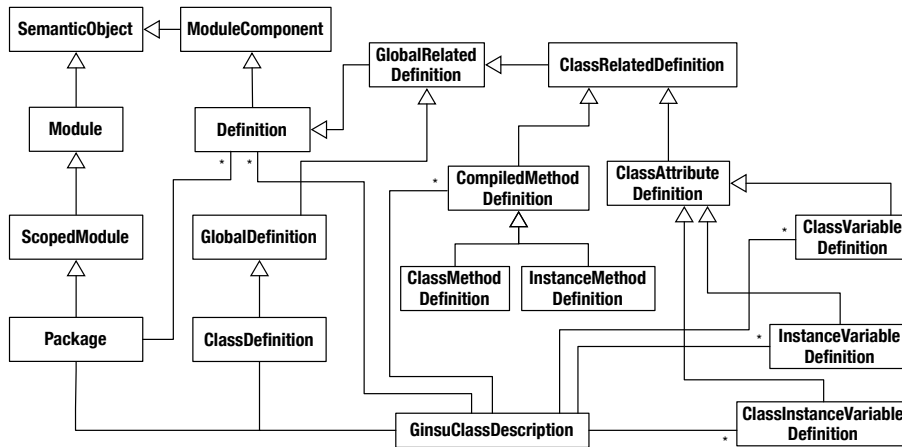 SemanticObject
ModuleComponent
GlobalRelated
Definition
ClassRelatedDefinition
Module
Definition
*
*
*
CompiledMethod
Definition
ClassAttribute
Definition
ScopedModule
GlobalDefinition
*
ClassVariable
Definition
ClassMethod
Definition
InstanceMethod
Definition
Package
ClassDefinition
*
InstanceVariable
Definition
GinsuClassDescription
*
ClassInstanceVariable
Definition